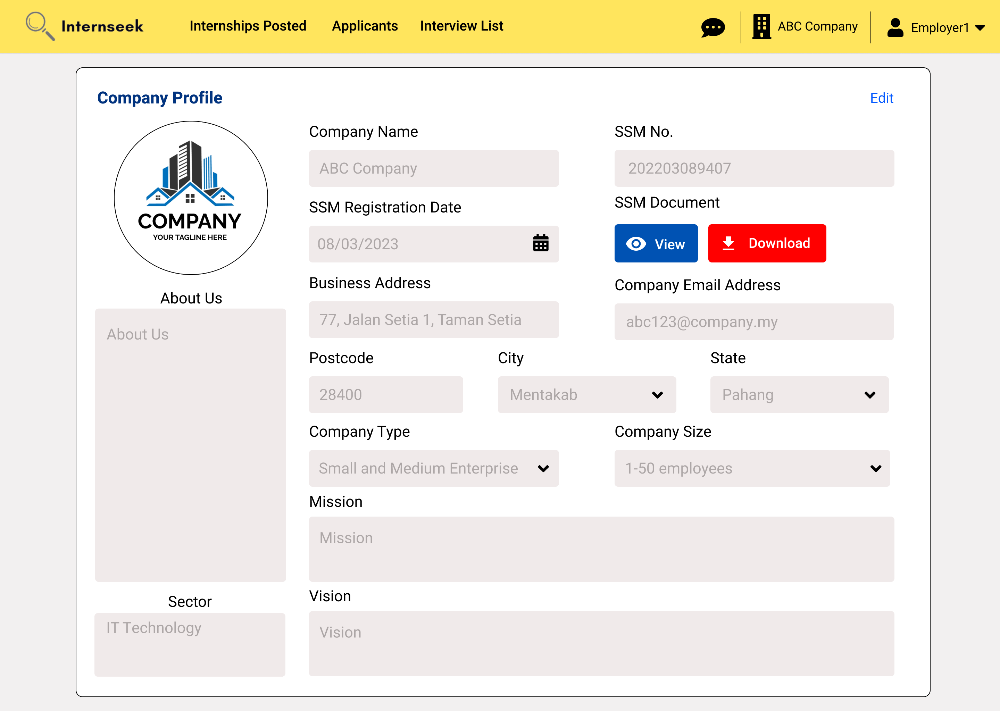 Internseek
Internships Posted
Applicants
Interview List
ABC Company
Employer1
Company Profile
Edit
COMPANY
YOUR TAGLINE HERE
About Us
About Us
Sector
IT Technology
Company Name
ABC Company
SSM No.
202203089407
SSM Registration Date
08/03/2023
SSM Document
View
Download
Business Address
77, Jalan Setia 1, Taman Setia
Company Email Address
abc123@company.my
Postcode
28400
City
Mentakab
State
Pahang
Company Type
Small and Medium Enterprise
Company Size
1-50 employees
Mission
Mission
Vision
Vision